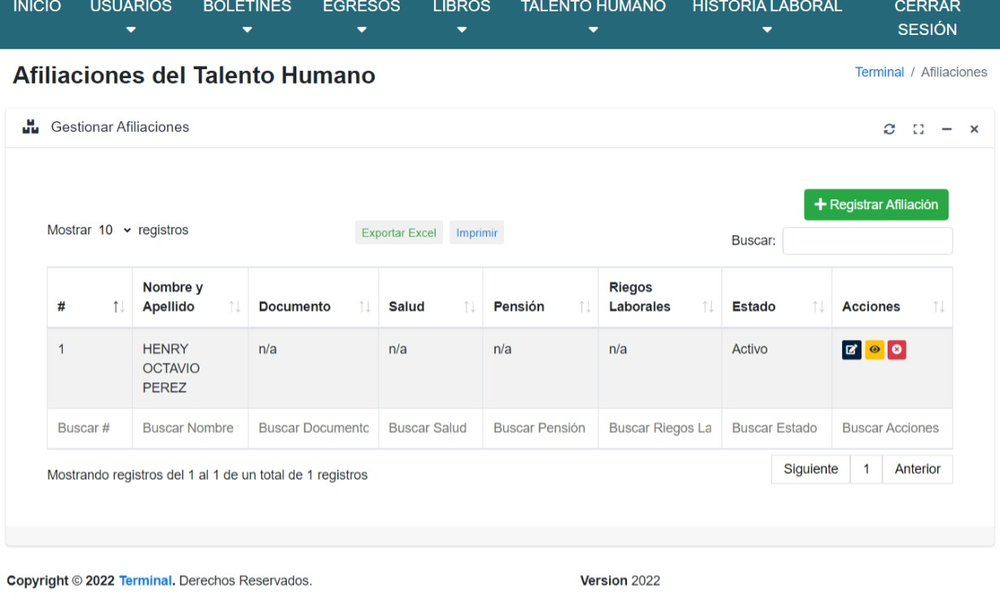 INICIO USUARIOS BOLETINES EGRESOS LIBROS TALENTO HUMANO HISTORIA LABORAL CERRAR
SESIÓN
Afiliaciones del Talento Humano
Terminal / Afiliaciones
Gestionar Afiliaciones
Registrar Afiliación
Mostrar 10 registros
Exportar Excel Imprimir
Buscar:
# Nombre y Apellido Documento Salud Pensión Riegos Laborales Estado Acciones
1 HENRY OCTAVIO PEREZ n/a n/a n/a n/a Activo
Buscar # Buscar Nombre Buscar Documento Buscar Salud Buscar Pensión Buscar Riegos La Buscar Estado Buscar Acciones
Mostrando registros del 1 al 1 de un total de 1 registros
Siguiente 1 Anterior
Copyright © 2022 Terminal. Derechos Reservados.
Version 2022